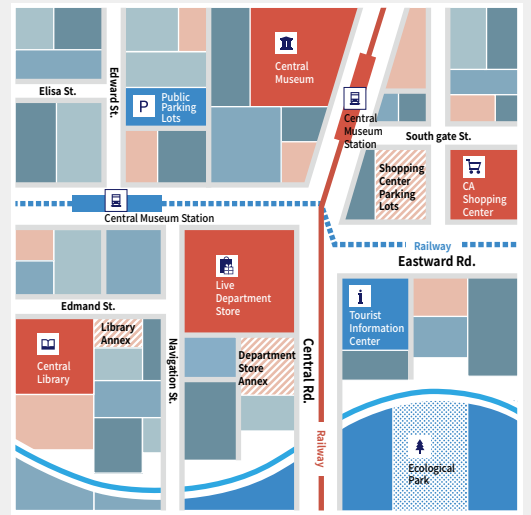 Central
Museum
Elisa St.
Edward St.
P
Public
Parking
Lots
Central
Museum
Station
South gate St.
Shopping
Center
Parking
Lots
CA
Shopping
Center
Central Museum Station
Railway
Eastward Rd.
Live
Department
Store
Edmand St.
Tourist
Information
Center
Library
Annex
Central
Library
Navigation St.
Department
Store
Annex
Central Rd.
Railway
Ecological
Park